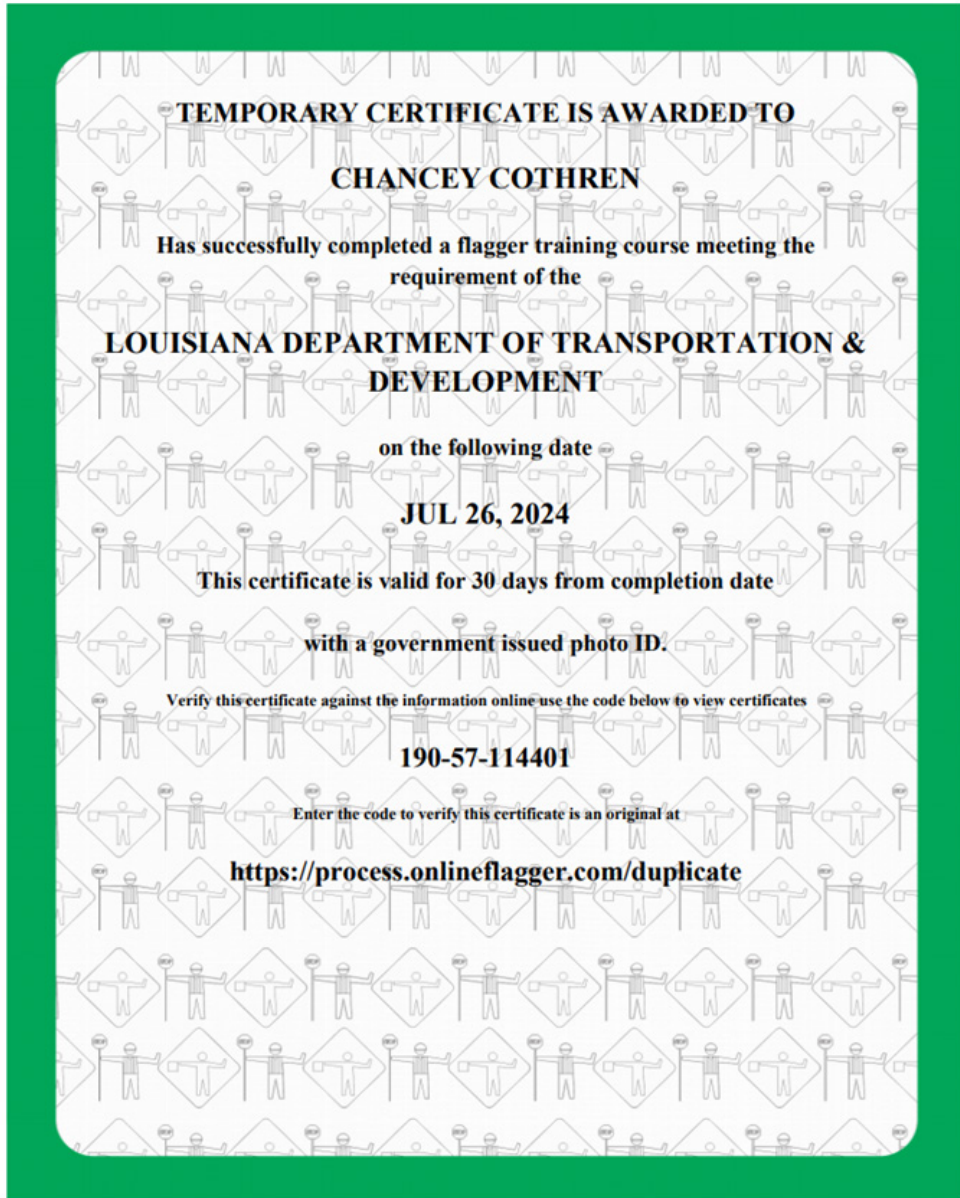 TEMPORARY CERTIFICATE IS AWARDED TO
CHANCEY COTHREN
Has successfully completed a flagger training course meeting the
requirement of the
LOUISIANA DEPARTMENT OF TRANSPORTATION &
DEVELOPMENT
on the following date
JUL 26, 2024
This certificate is valid for 30 days from completion date
with a government issued photo ID.
Verify this certificate against the information online use the code below to view certificates
190-57-114401
Enter the code to verify this certificate is an original at
https://process.onlineflagger.com/duplicate